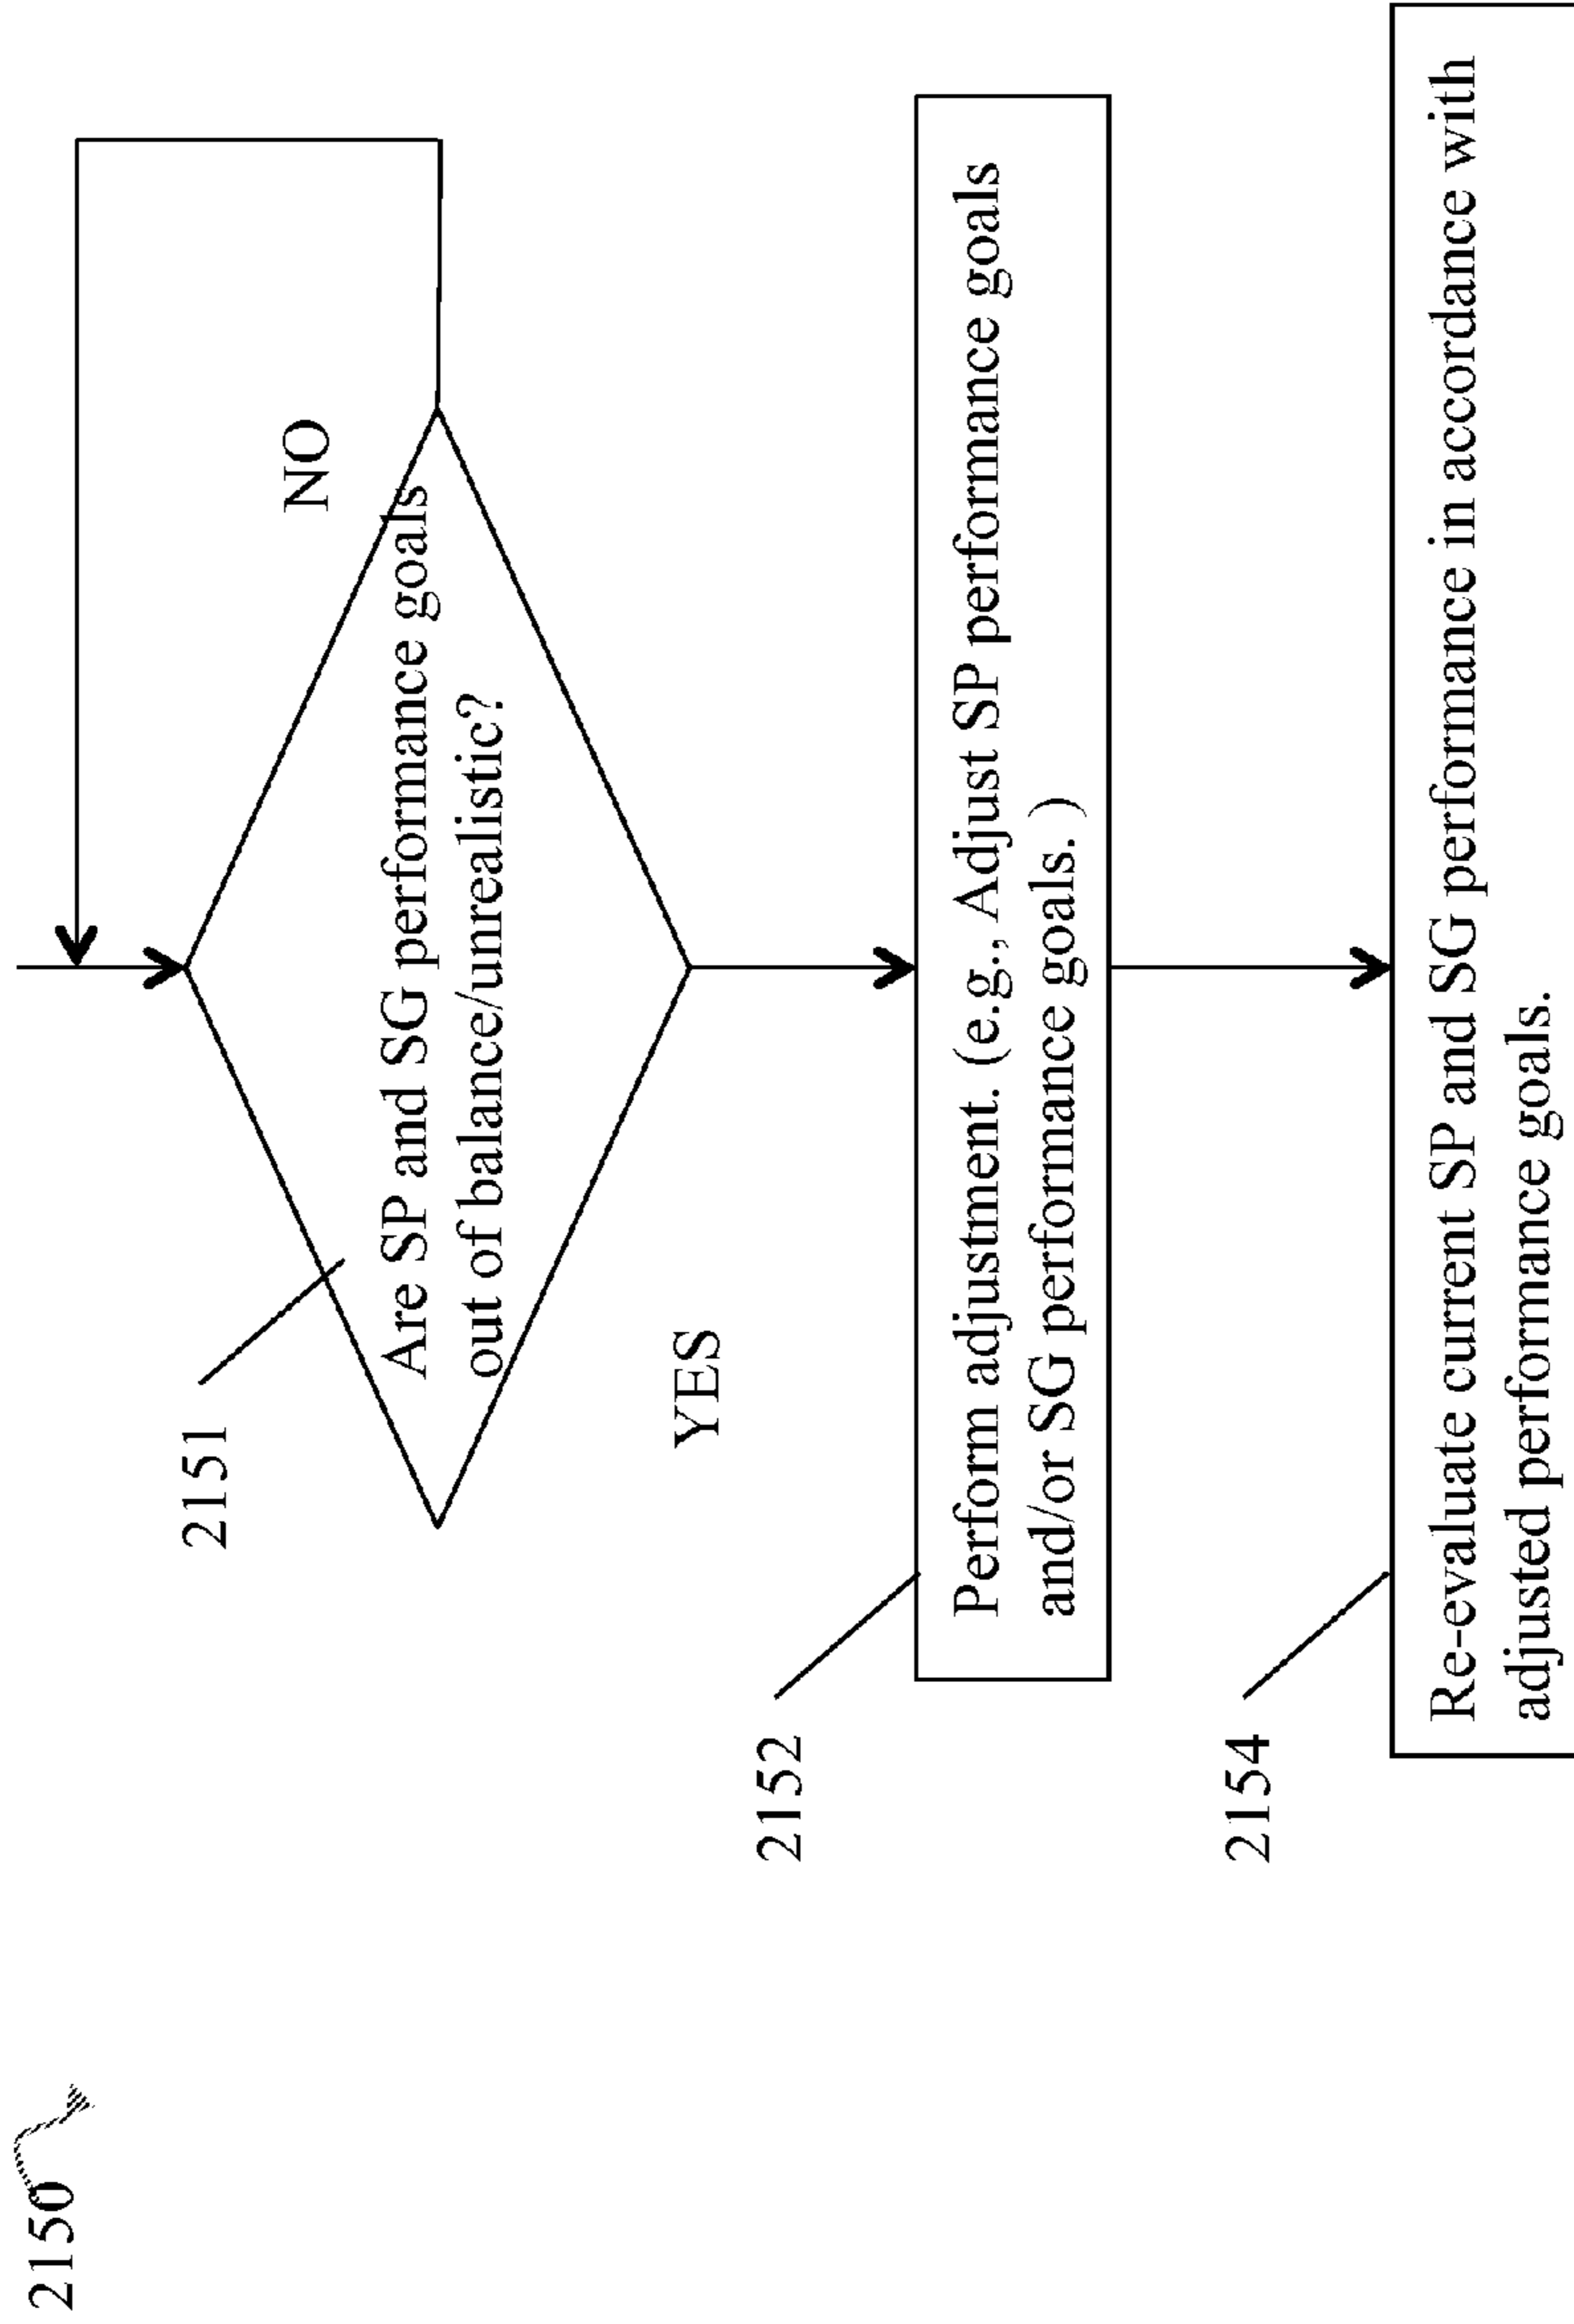 2150
2151
Are SP and SG performance goals
out of balance/unrealistic?
NO
YES
2152
Perform adjustment. (e.g., Adjust SP performance goals
and/or SG performance goals. )
2154
Re-evaluate current SP and SG performance in accordance with
adjusted performance goals.